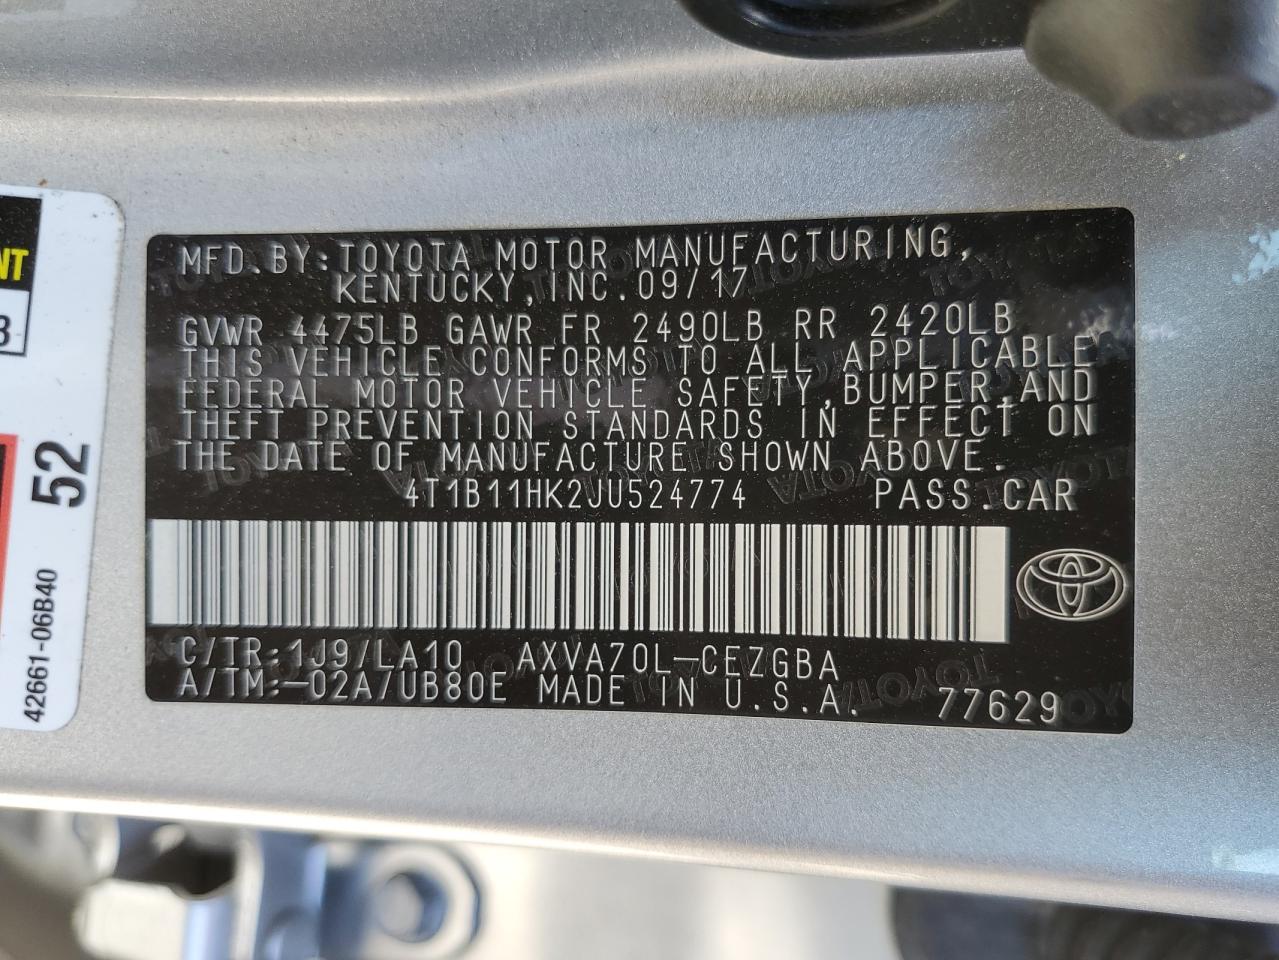 MFD.BY:TOYOTA MOTOR MANUFACTURING,
KENTUCKY,INC.09/17
GVWR 4475LB GAWR FR 2490LB RR 2420LB
THIS VEHICLE CONFORMS TO ALL APPLICABLE
FEDERAL MOTOR VEHICLE SAFETY,BUMPER,AND
THEFT PREVENTION STANDARDS IN EFFECT ON
THE DATE OF MANUFACTURE SHOWN ABOVE.
4T1B11HK2JU524774 PASS.CAR
C/TR:1J9/LA10 AXVA70L-CEZGBA
A/TM:-02A/UB80E MADE IN U.S.A. 77629
52
42661-06B40